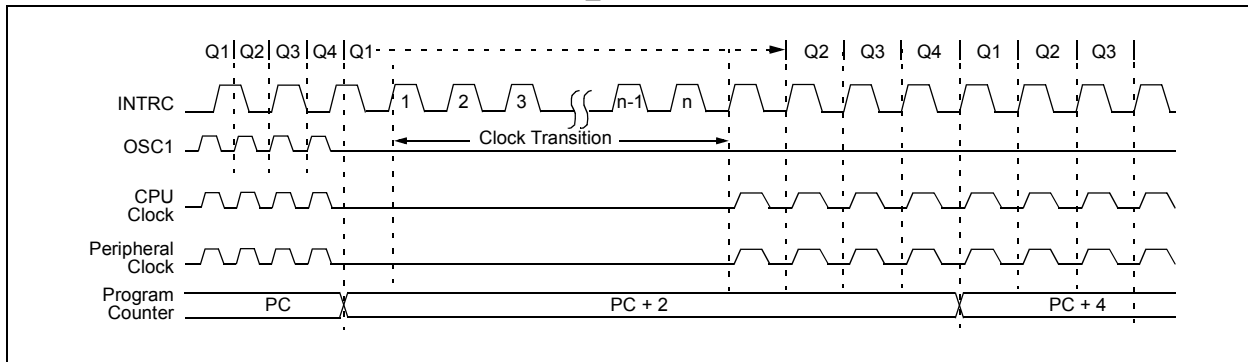 Q1 Q2 Q3 Q4 Q1 Q2 Q3 Q4 Q1 Q2 Q3
INTRC
1 2 3 n-1 n
Clock Transition
OSC1
CPU
Clock
Peripheral
Clock
Program
Counter
PC PC + 2 PC + 4